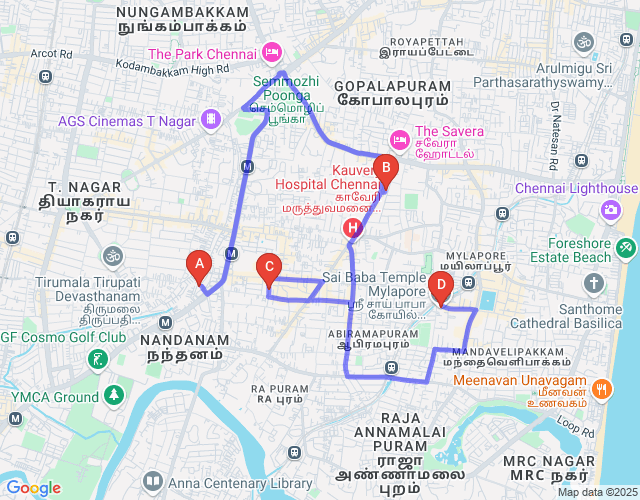 NUNGAMBAKKAM
நுங்கம்பாக்கம்
Arcot Rd
The Park Chennai
Kodambakkam High Rd
ROYAPETTAH
இராயப்பேட்டை
Arulmigu Sri
Parthasarathyswamy...
Semmozhi
Poonga
செம்மொழிப்
பூங்கா
GOPALAPURAM
கோபாலபுரம்
AGS Cinemas T Nagar
Dr Natesan Rd
The Savera
சவேரா
ஹோட்டல்
B
Kauvery
Hospital Chennai
காவேரி
மருத்துவமனை...
H
M
T. NAGAR
தியாகராய
நகர்
Chennai Lighthouse
Foreshore
Estate Beach
M
A
C
MYLAPORE
மயிலாப்பூர்
Tirumala Tirupati
Devasthanam
திருமலை
திருப்பதி...
Sai Baba Temple
Mylapore
ஸ்ரீ சாய் பாபா
கோயில்...
D
Santhome
Cathedral Basilica
GF Cosmo Golf Club
NANDANAM
நந்தனம்
ABIRAMAPURAM
ஆபிரமபுரம்
MANDAVELIPAKKAM
மந்தைவெளிபாக்கம்
YMCA Ground
RA PURAM
RA புரம்
Meenavan Unavagam
மீனவன்
உணவகம்
M
RAJA
ANNAMALAI
PURAM
ராஜா
அண்ணாமலை
புரம்
Loop Rd
MRC NAGAR
MRC நகர்
Anna Centenary Library
Google
Map data ©2025